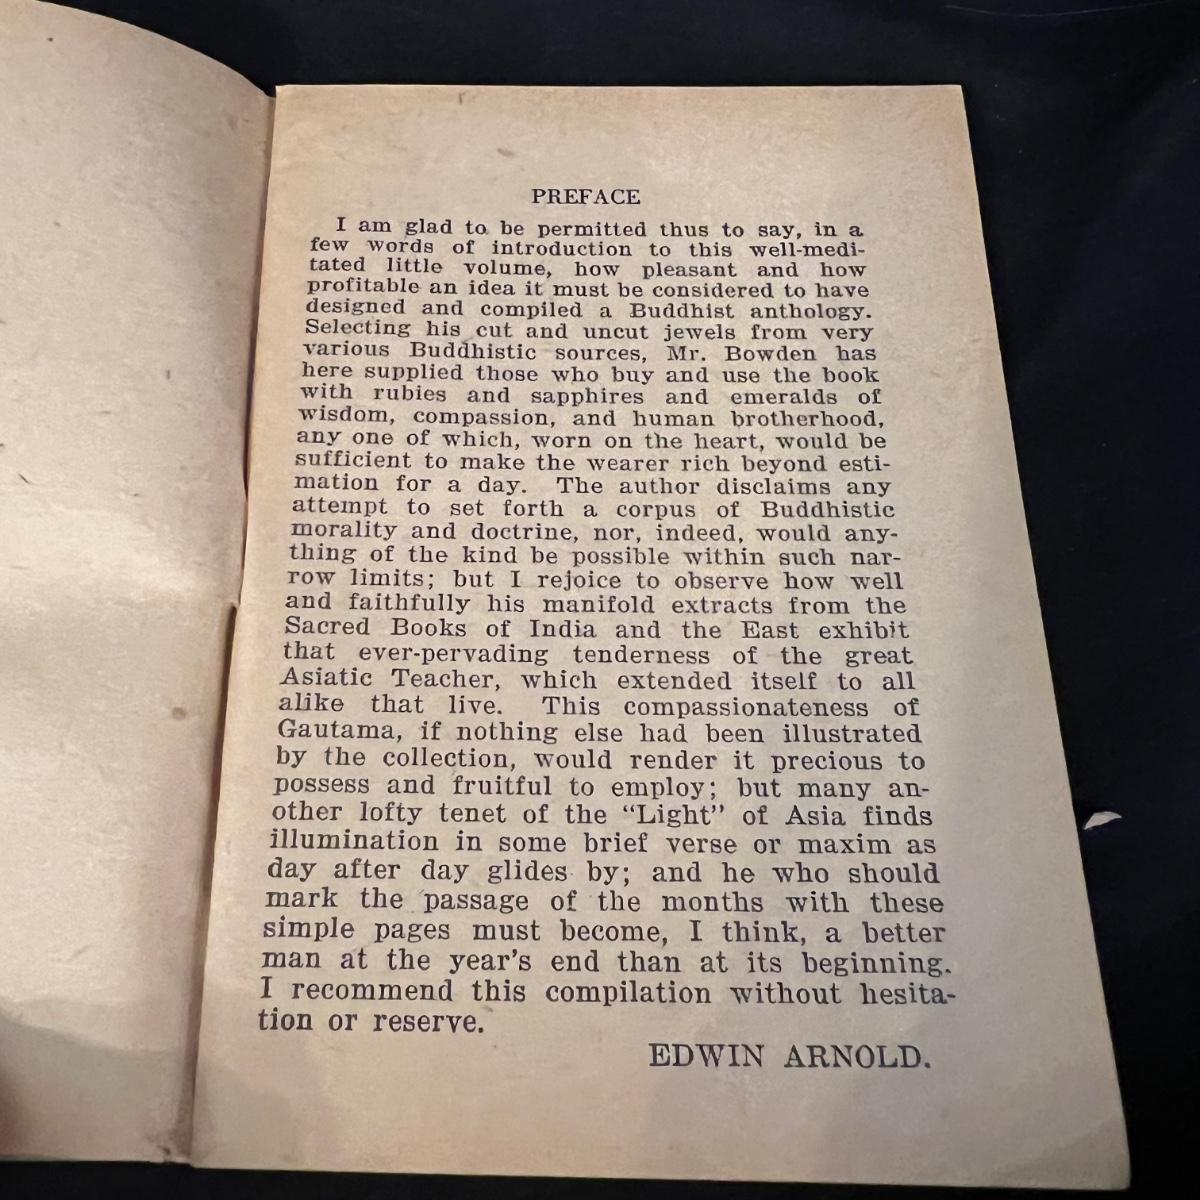 PREFACE
I am glad to be permitted thus to say, in a
few words of introduction to this well-medi-
tated little volume, how pleasant and how
profitable an idea it must be considered to have
designed and compiled a Buddhist anthology.
Selecting his cut and uncut jewels from very
various Buddhistic sources, Mr. Bowden has
here supplied those who buy and use the book
with rubies and sapphires and emeralds of
wisdom, compassion, and human brotherhood,
any one of which, worn on the heart, would be
sufficient to make the wearer rich beyond esti-
mation for a day. The author disclaims any
attempt to set forth a corpus of Buddhistic
morality and doctrine, nor, indeed, would any-
thing of the kind be possible within such nar-
row limits; but I rejoice to observe how well
and faithfully his manifold extracts from the
Sacred Books of India and the East exhibit
that ever-pervading tenderness of the great
Asiatic Teacher, which extended itself to all
alike that live. This compassionateness of
Gautama, if nothing else had been illustrated
by the collection, would render it precious to
possess and fruitful to employ; but many an-
other lofty tenet of the “Light” of Asia finds
illumination in some brief verse or maxim as
day after day glides by; and he who should
mark the passage of the months with these
simple pages must become, I think, a better
man at the year's end than at its beginning.
I recommend this compilation without hesita-
tion or reserve.
EDWIN ARNOLD.